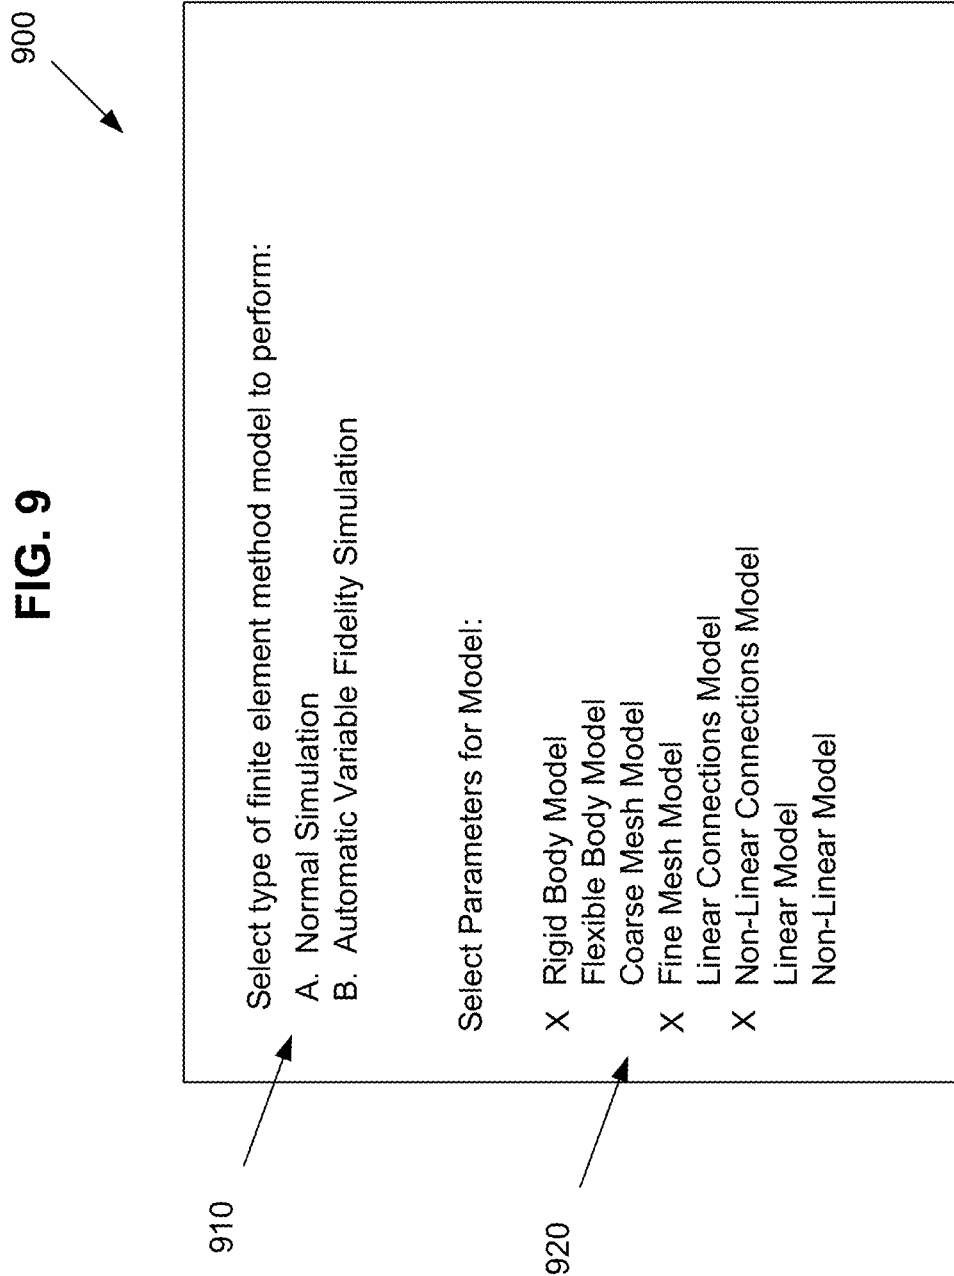 FIG. 9
900
910
Select type of finite element method model to perform:
A. Normal Simulation
B. Automatic Variable Fidelity Simulation
920
Select Parameters for Model:
X Rigid Body Model
Flexible Body Model
Coarse Mesh Model
X Fine Mesh Model
Linear Connections Model
X Non-Linear Connections Model
Linear Model
Non-Linear Model